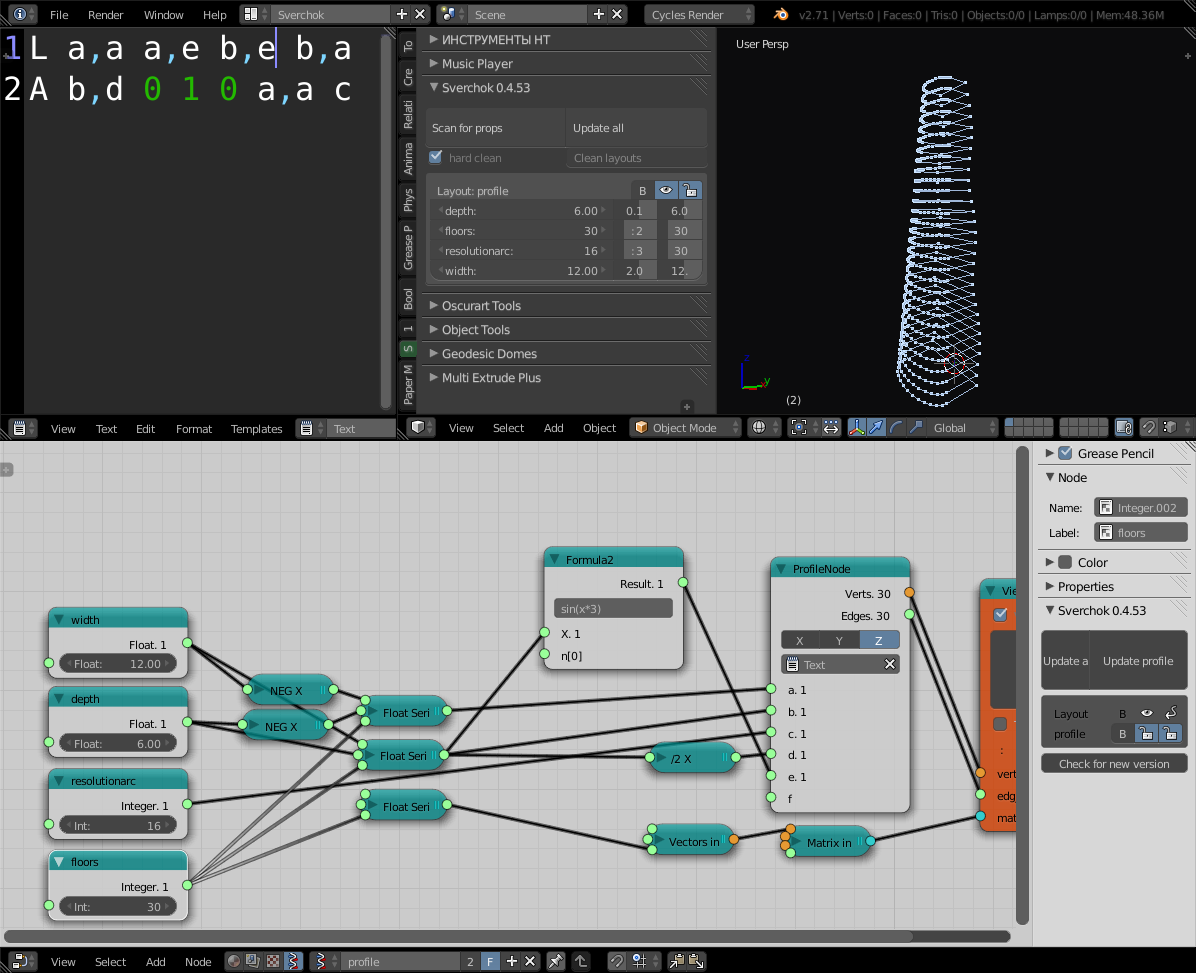 File Render Window Help Sverchok Scene Cycles Render v2.71 | Verts:0 | Faces:0 | Tris:0 | Objects:0/0 | Lamps:0/0 | Mem:48.36M
1 L a,a a,e b,e b,a
2 A b,d 0 1 0 a,a c
View Text Edit Format Templates Text
To
Cre
Relati
Anima
Phys
Grease P
Bool
1
S
Paper M
ИНСТРУМЕНТЫ НТ
Music Player
Sverchok 0.4.53
Scan for props Update all
hard clean Clean layouts
Layout: profile B
depth: 6.00 0.1 6.0
floors: 30 :2 30
resolutionarc: 16 :3 30
width: 12.00 2.0 12.
Oscurart Tools
Object Tools
Geodesic Domes
Multi Extrude Plus
User Persp
z
y
(2)
View Select Add Object Object Mode Global
width
Float. 1
Float: 12.00
depth
Float. 1
Float: 6.00
resolutionarc
Integer. 1
Int: 16
floors
Integer. 1
Int: 30
NEG X
NEG X
Float Seri
Float Seri
Float Seri
Formula2
Result. 1
sin(x*3)
X. 1
n[0]
/2 X
Vectors in
Matrix in
ProfileNode
Verts. 30
Edges. 30
X Y Z
Text
a. 1
b. 1
c. 1
d. 1
e. 1
f
Vie
:
vert
edg
mat
Grease Pencil
Node
Name: Integer.002
Label: floors
Color
Properties
Sverchok 0.4.53
Update a Update profile
Layout B
profile B
Check for new version
View Select Add Node profile 2 F